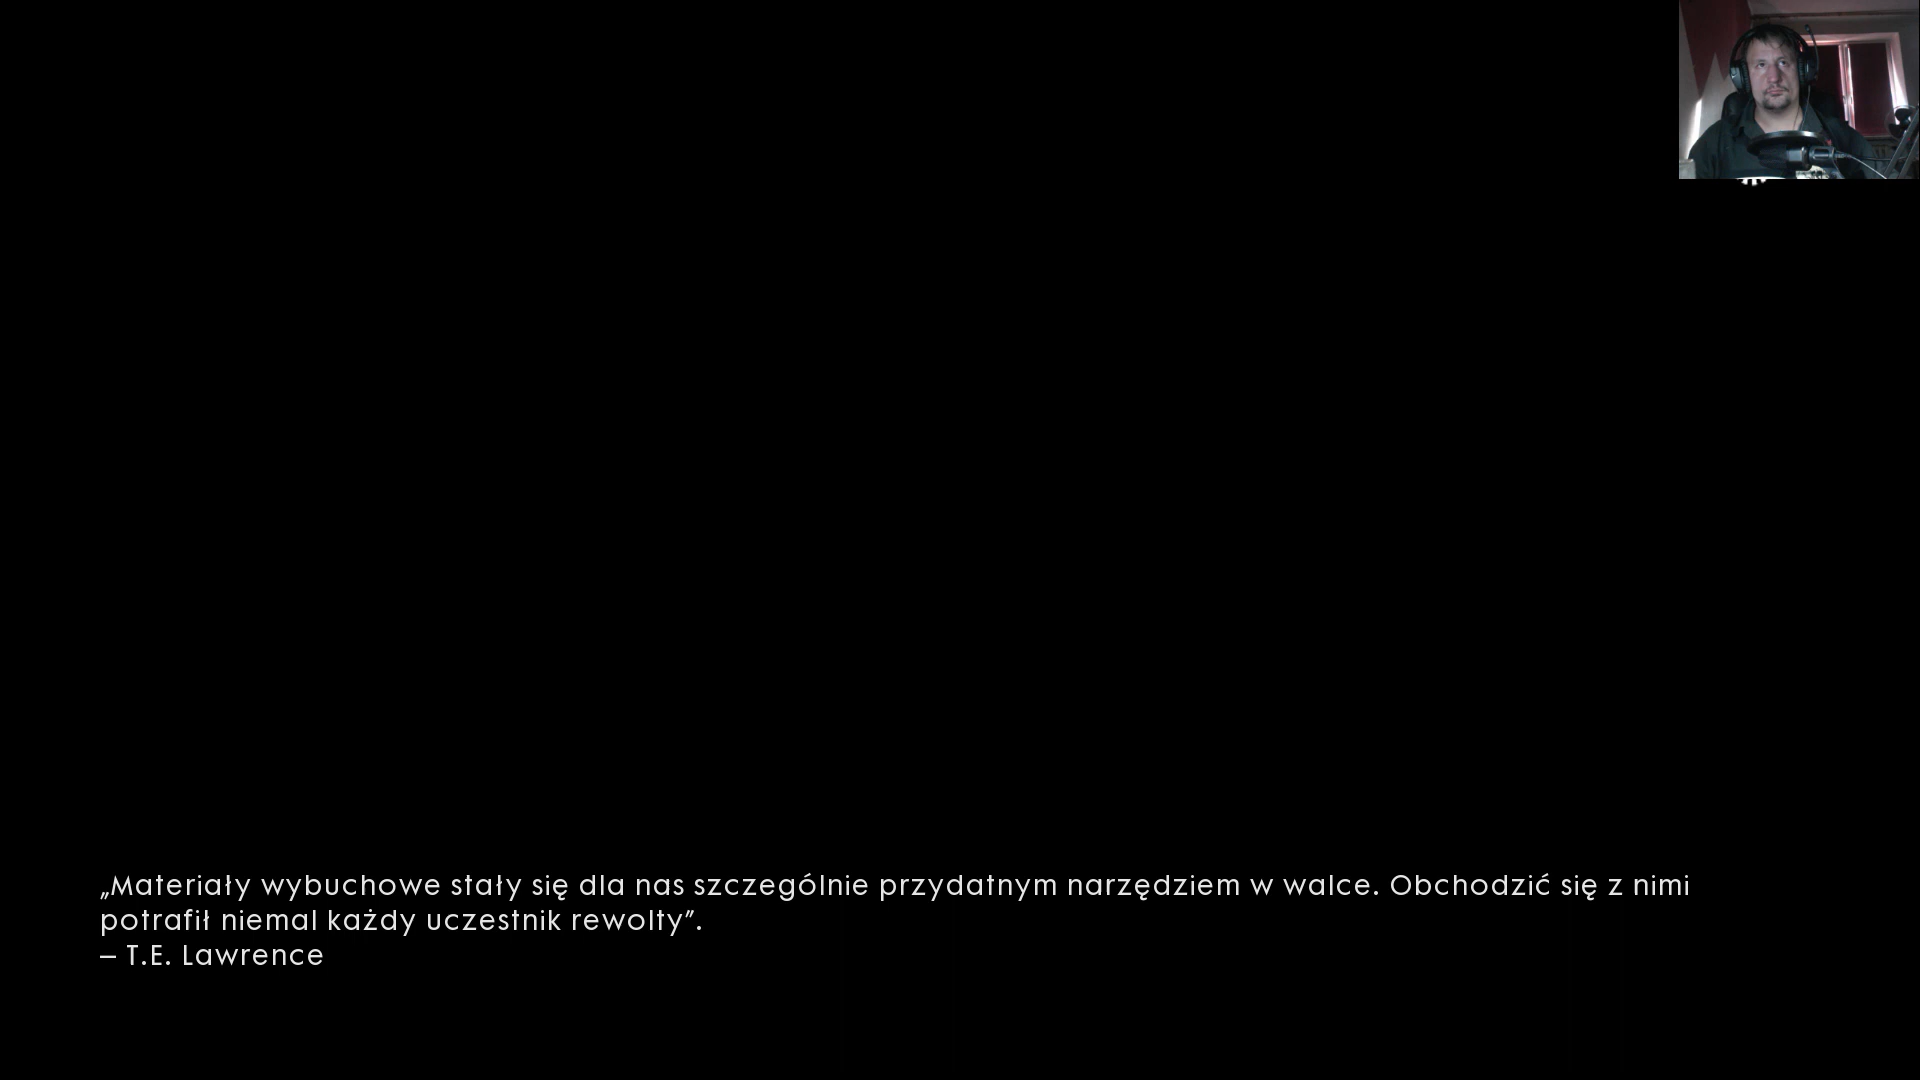 „Materiały wybuchowe stały się dla nas szczególnie przydatnym narzędziem w walce. Obchodzić się z nimi
potrafił niemal każdy uczestnik rewolty”.
– T.E. Lawrence